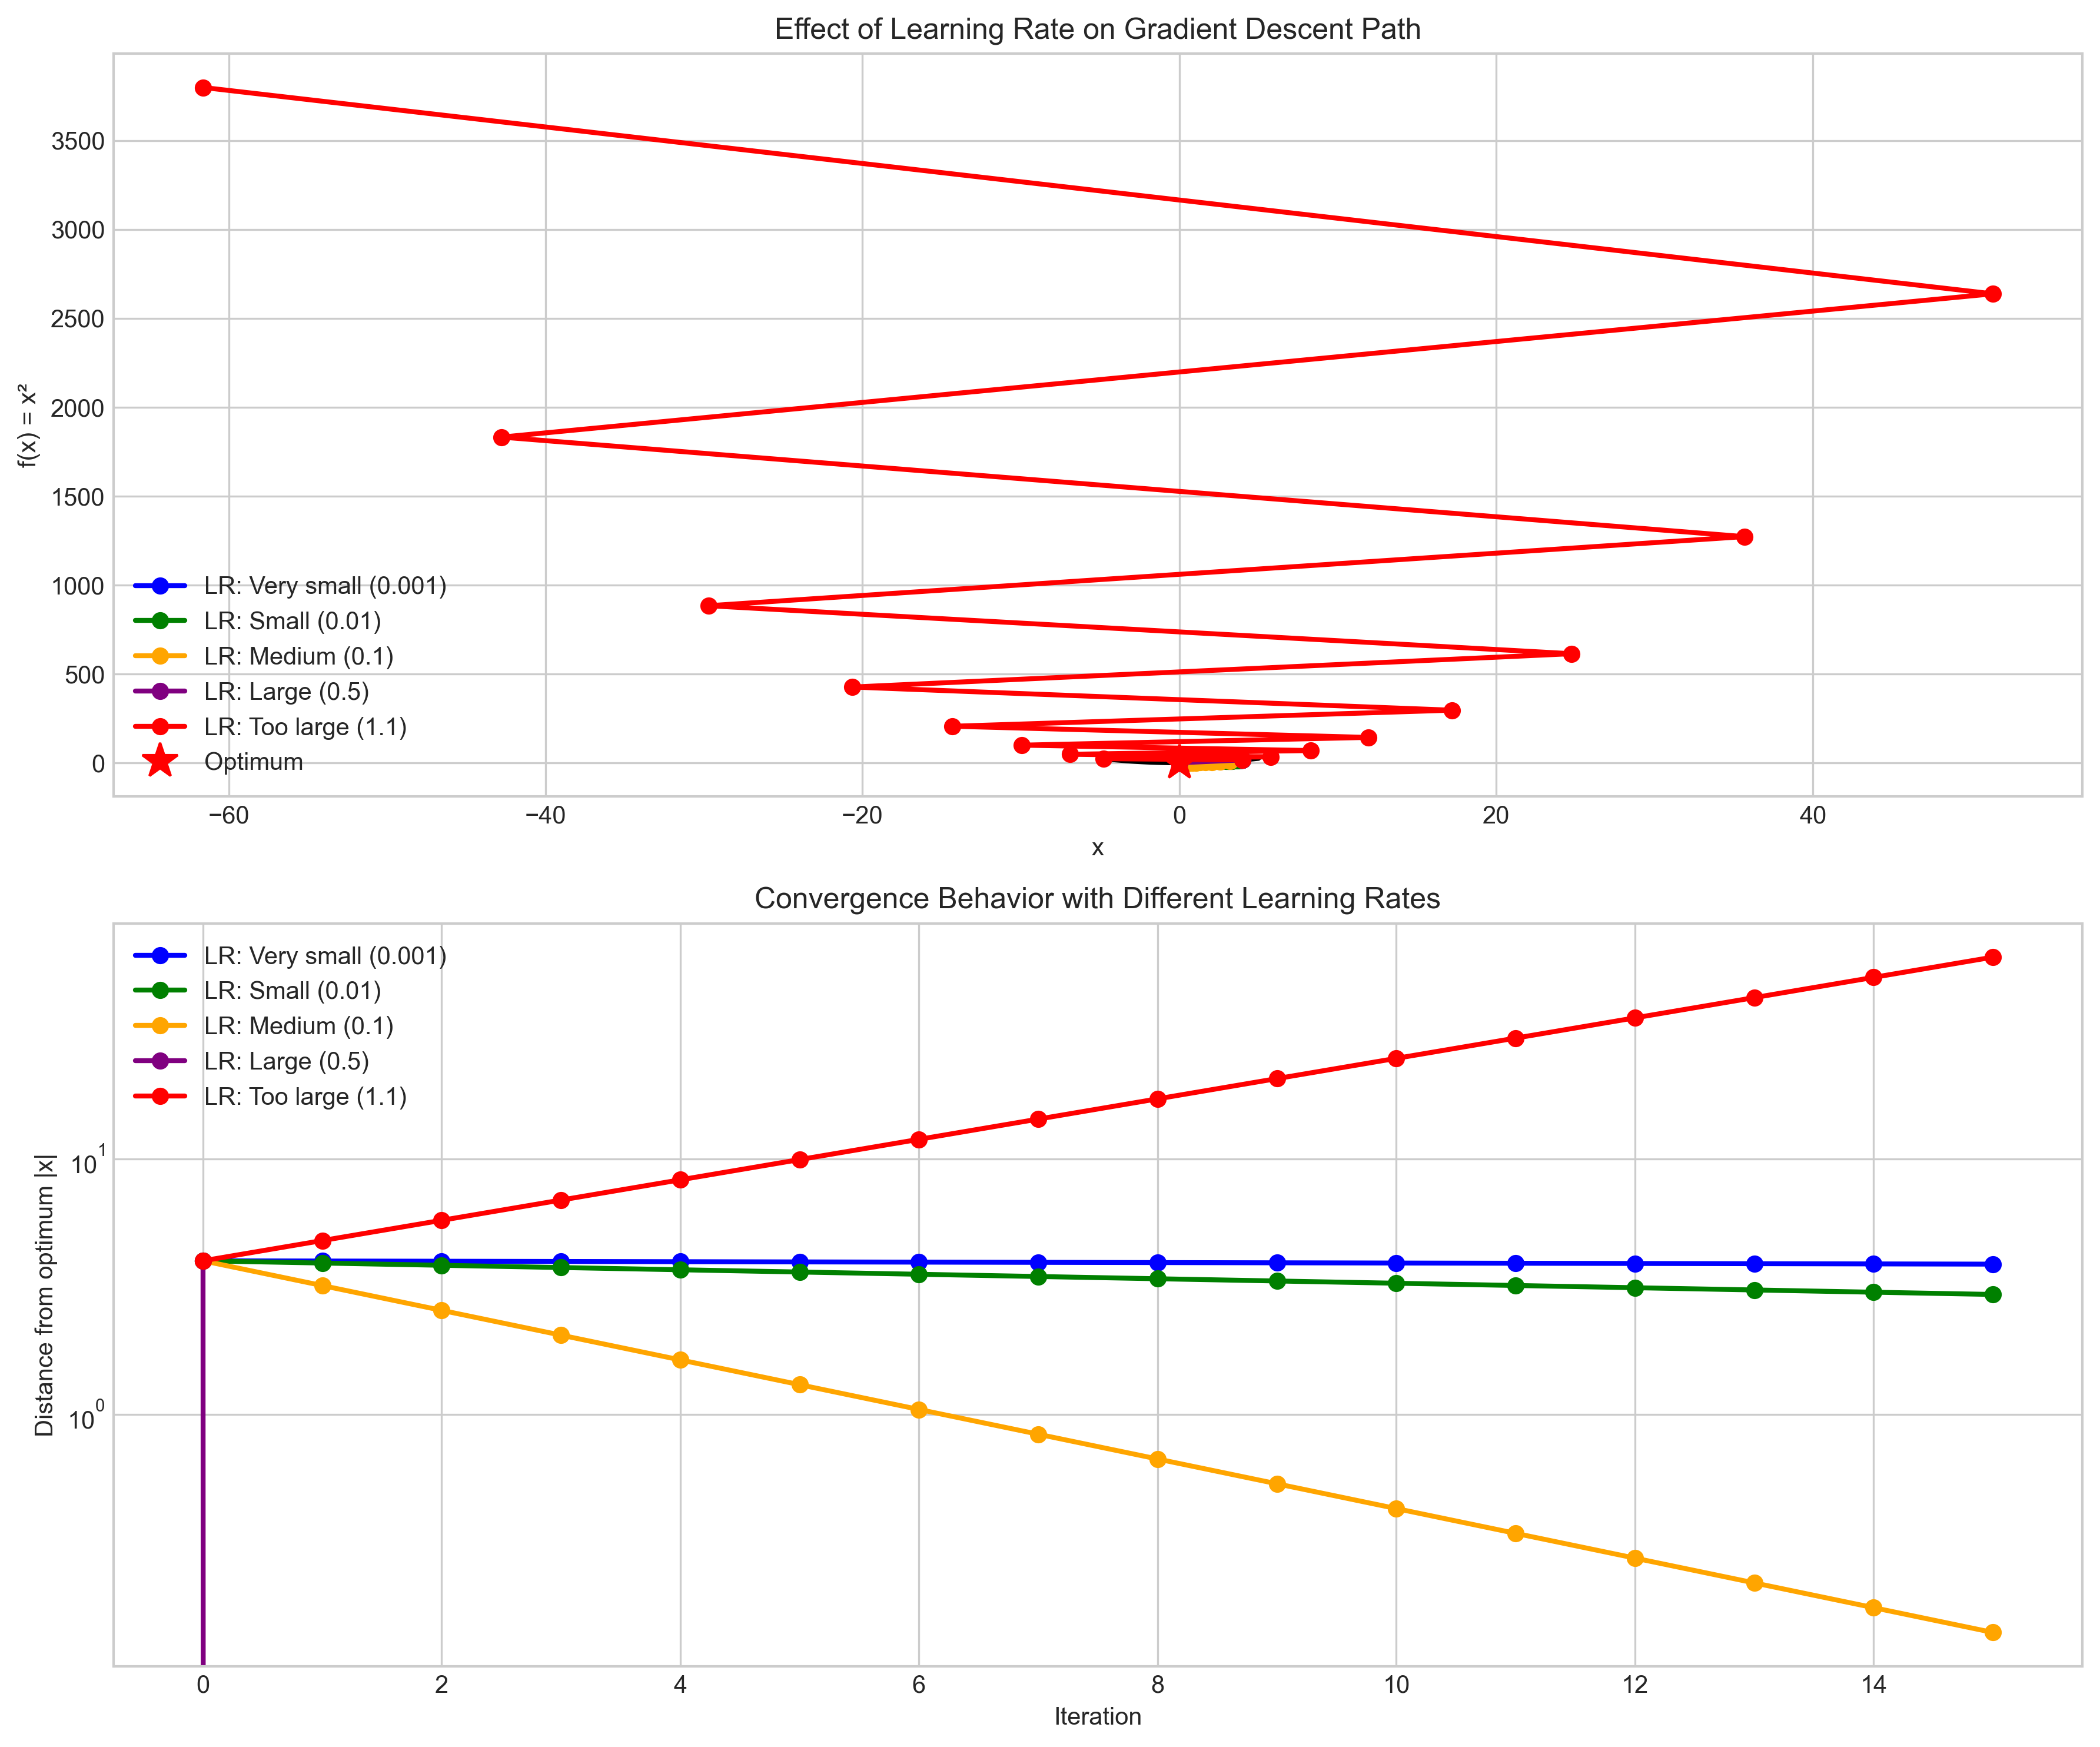 Effect of Learning Rate on Gradient Descent Path
f(x) = x²
3500
3000
2500
2000
1500
1000
500
0
LR: Very small (0.001)
LR: Small (0.01)
LR: Medium (0.1)
LR: Large (0.5)
LR: Too large (1.1)
Optimum
−60 −40 −20 0 20 40
x
Convergence Behavior with Different Learning Rates
LR: Very small (0.001)
LR: Small (0.01)
LR: Medium (0.1)
LR: Large (0.5)
LR: Too large (1.1)
Distance from optimum |x|
10¹
10⁰
0 2 4 6 8 10 12 14
Iteration